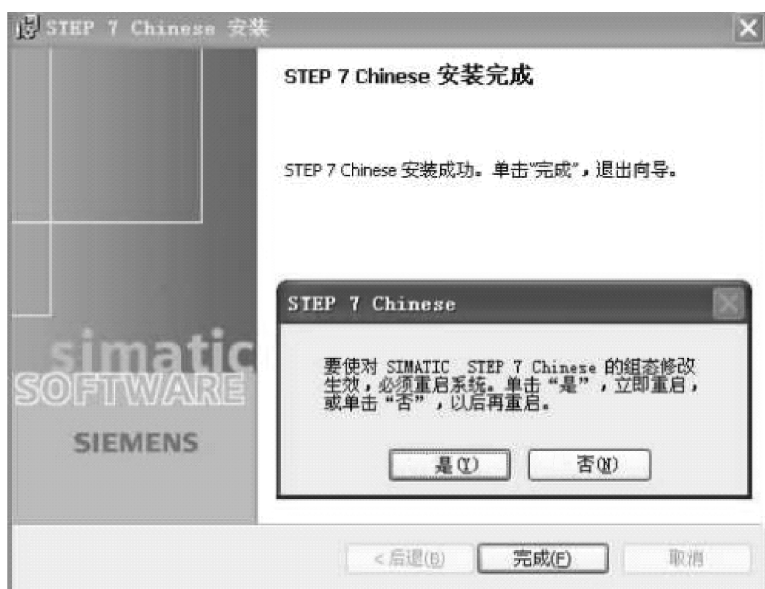 STEP 7 Chinese 安装
STEP 7 Chinese 安装完成
STEP 7 Chinese 安装成功。单击“完成”，退出向导。
simatic
SOFTWARE
SIEMENS
STEP 7 Chinese
要使对 SIMATIC STEP 7 Chinese 的组态修改
生效，必须重启系统。单击“是”，立即重启，
或单击“否”，以后再重启。
是(Y)
否(N)
< 后退(B)
完成(F)
取消